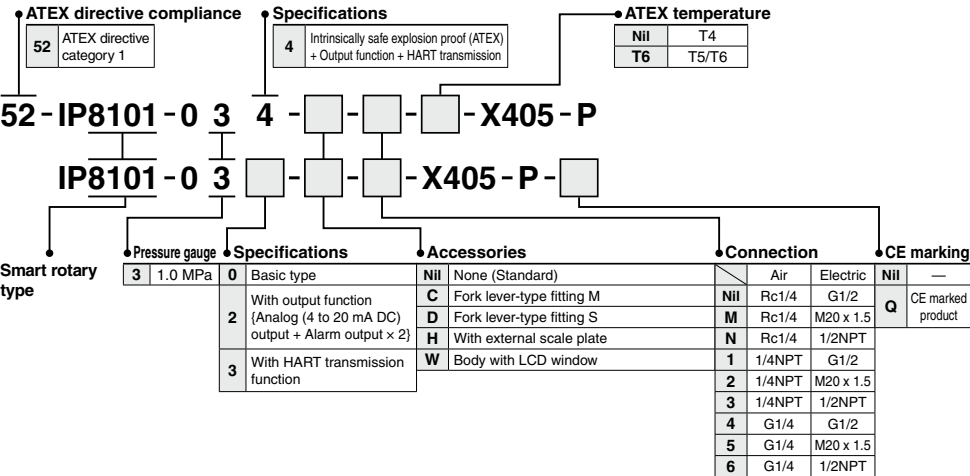 ATEX directive compliance
52 ATEX directive category 1
Specifications
4 Intrinsically safe explosion proof (ATEX) + Output function + HART transmission
ATEX temperature
Nil T4
T6 T5/T6
52-IP8101-0 3 4 - - - -X405-P
IP8101-0 3 - - -X405-P-
Smart rotary type
Pressure gauge
3 1.0 MPa
Specifications
0 Basic type
2 With output function {Analog (4 to 20 mA DC) output + Alarm output × 2}
3 With HART transmission function
Accessories
Nil None (Standard)
C Fork lever-type fitting M
D Fork lever-type fitting S
H With external scale plate
W Body with LCD window
Connection
Air Electric
Nil Rc1/4 G1/2
M Rc1/4 M20 x 1.5
N Rc1/4 1/2NPT
1 1/4NPT G1/2
2 1/4NPT M20 x 1.5
3 1/4NPT 1/2NPT
4 G1/4 G1/2
5 G1/4 M20 x 1.5
6 G1/4 1/2NPT
CE marking
Nil —
Q CE marked product